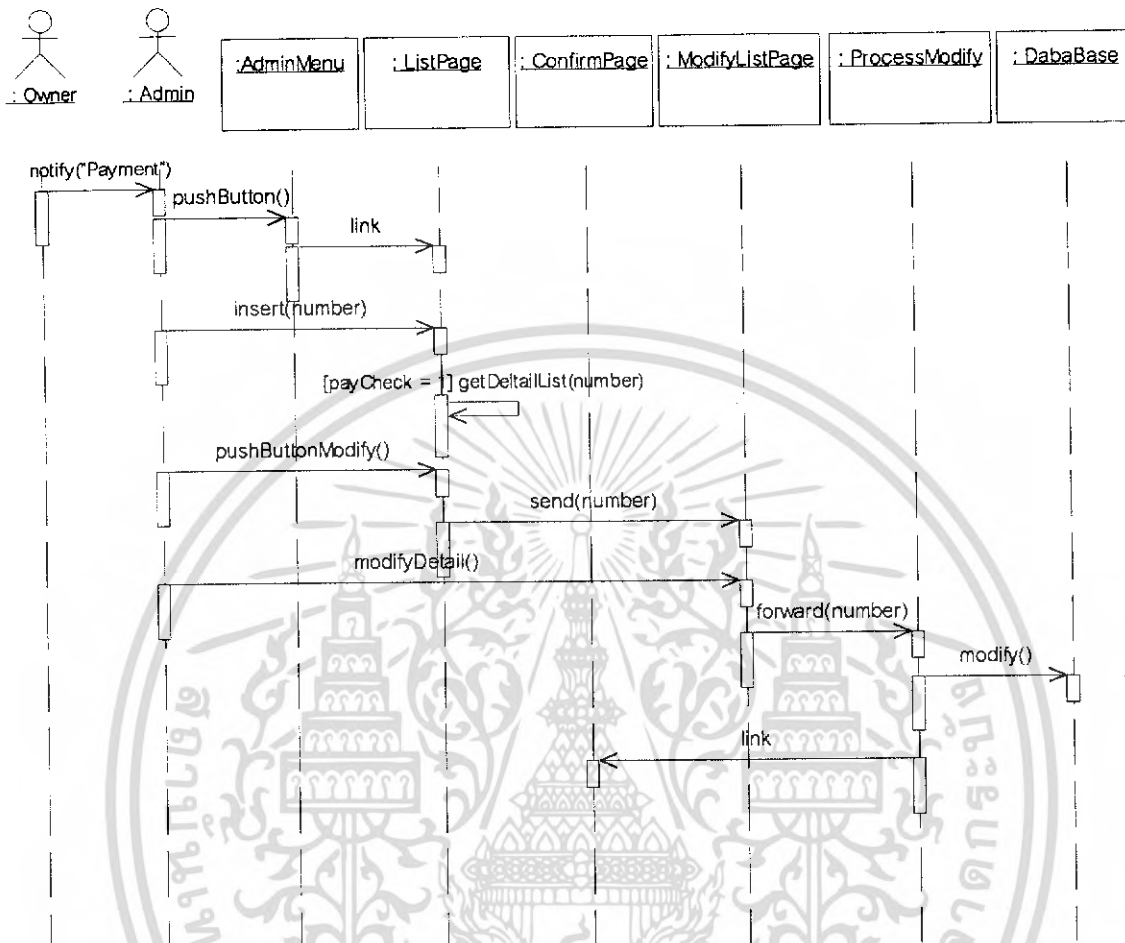 : Owner
: Admin
:AdminMenu
: ListPage
: ConfirmPage
: ModifyListPage
: ProcessModify
: DabaBase
notify("Payment")
pushButton()
link
insert(number)
[payCheck = 1] getDeltailList(number)
pushButtonModify()
send(number)
modifyDetail()
forward(number)
modify()
link